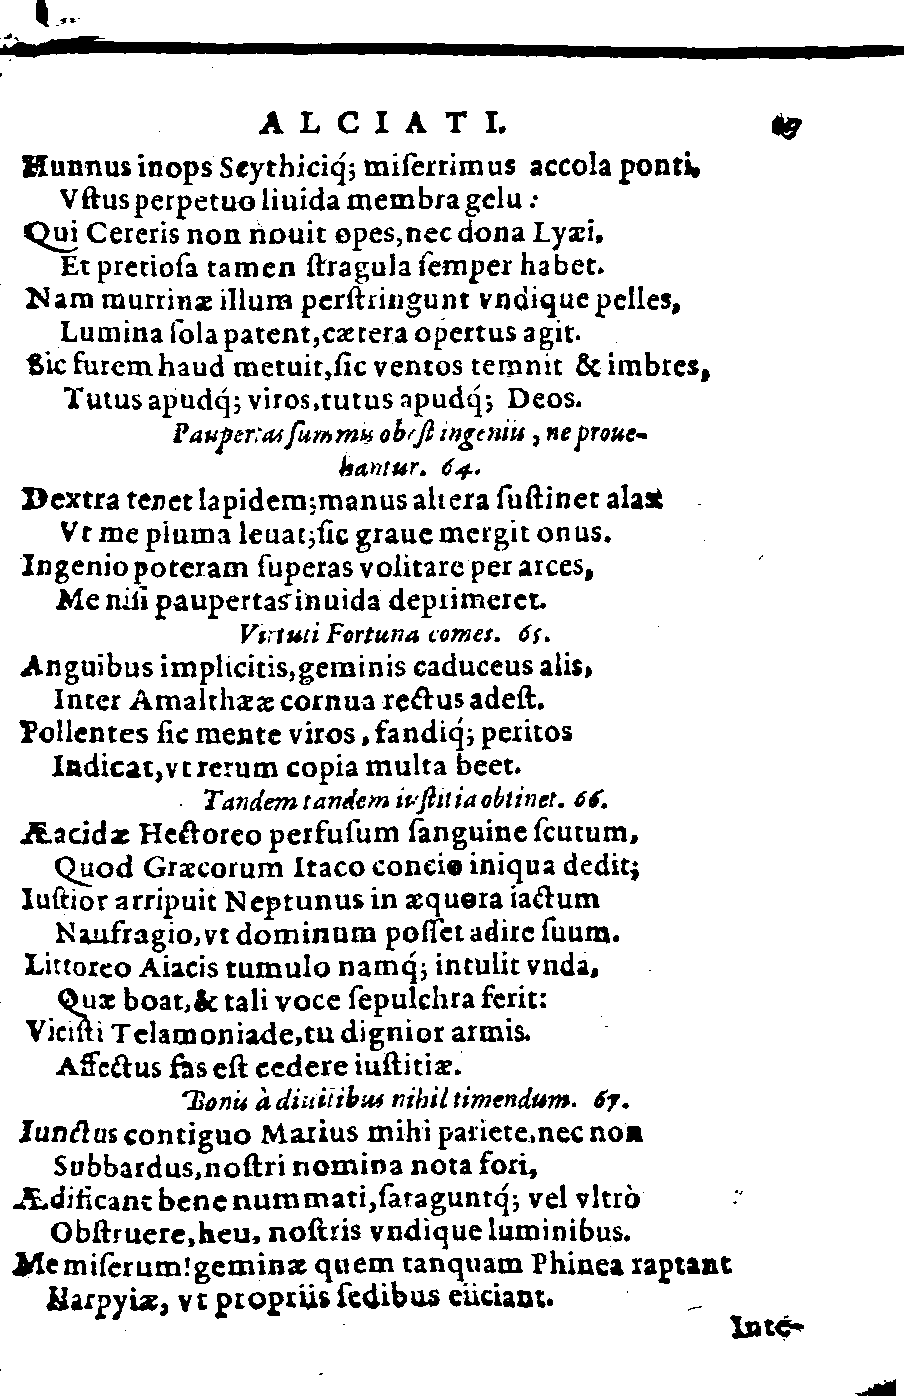 ALCIATI.
Hunnus inops Scythiciq́; miſerrimus accola ponti,
Vſtus perpetuo liuida membra gelu:
Qui Cereris non nouit opes, nec dona Lyæi,
Et pretioſa tamen ſtragula ſemper habet.
Nam murrinæ illum perſtringunt vndique pelles,
Lumina ſola patent, cætera opertus agit.
Sic furem haud metuit, ſic ventos temnit & imbres,
Tutus apudq́; viros, tutus apudq́; Deos.
Paupertas ſummis obeſt ingeniis, ne proue-
hantur. 64.
Dextra tenet lapidem; manus altera ſuſtinet alas
Vt me pluma leuat; ſic graue mergit onus.
Ingenio poteram ſuperas volitare per arces,
Me niſi paupertas inuida deprimeret.
Virtuti Fortuna comes. 65.
Anguibus implicitis, geminis caduceus alis,
Inter Amalthææ cornua rectus adeſt.
Pollentes ſic mente viros, fandiq́; peritos
Indicat, vt rerum copia multa beet.
Tandem tandem iuſtitia obtinet. 66.
Æacidæ Hectoreo perfuſum ſanguine ſcutum,
Quod Græcorum Itaco concio iniqua dedit;
Iuſtior arripuit Neptunus in æquora iactum
Naufragio, vt dominum poſſet adire ſuum.
Littoreo Aiacis tumulo namq́; intulit vnda,
Quæ boat, & tali voce ſepulchra ferit:
Viciſti Telamoniade, tu dignior armis.
Affectus fas eſt cedere iuſtitiæ.
Bonis à diuitibus nihil timendum. 67.
Iunctus contiguo Marius mihi pariete, nec non
Subbardus, noſtri nomina nota fori,
Ædificant bene nummati, ſataguntq́; vel vltrò
Obſtruere, heu, noſtris vndique luminibus.
Me miſerum! geminæ quem tanquam Phinea raptant
Harpyiæ, vt propriis ſedibus eiiciant.
Inte-